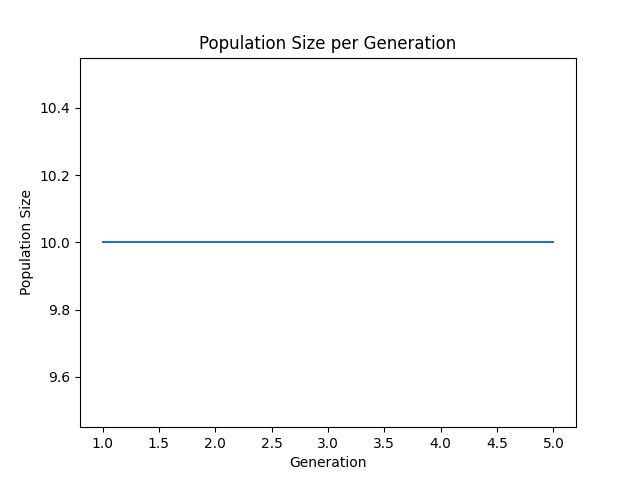 Population Size per Generation
Population Size
10.4
10.2
10.0
9.8
9.6
1.0 1.5 2.0 2.5 3.0 3.5 4.0 4.5 5.0
Generation